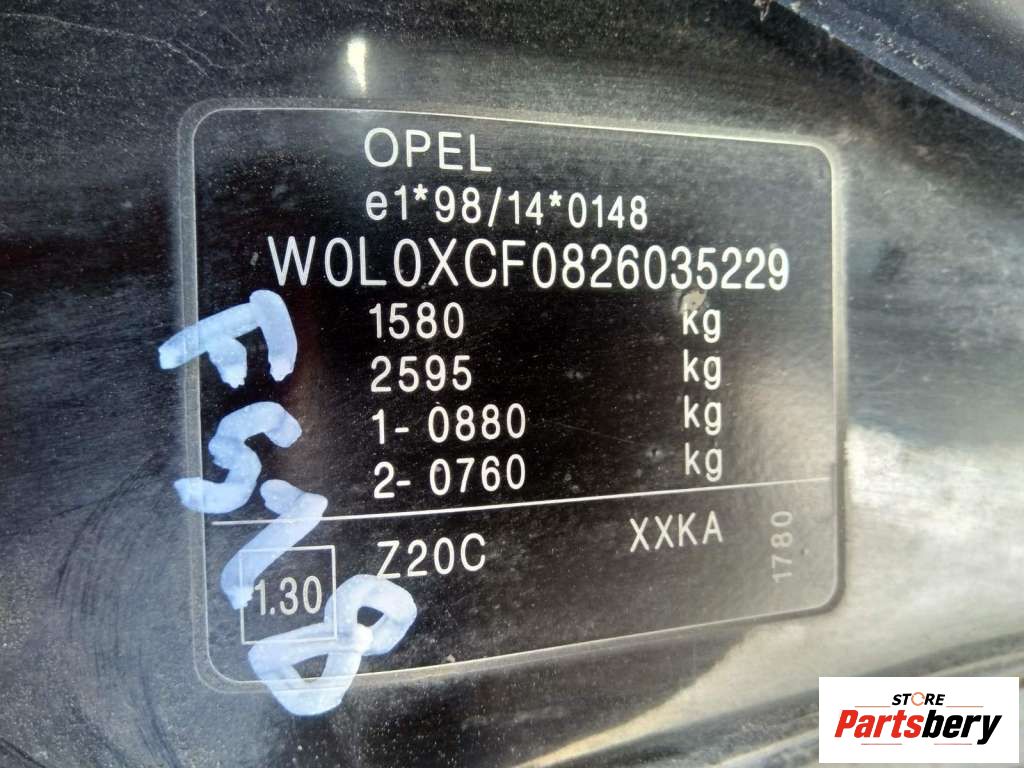 OPEL
e1*98/14*0148
W0L0XCF0826035229
1580 kg
2595 kg
1- 0880 kg
2- 0760 kg
1.30 Z20C XXKA 1780
STORE
Partsbery